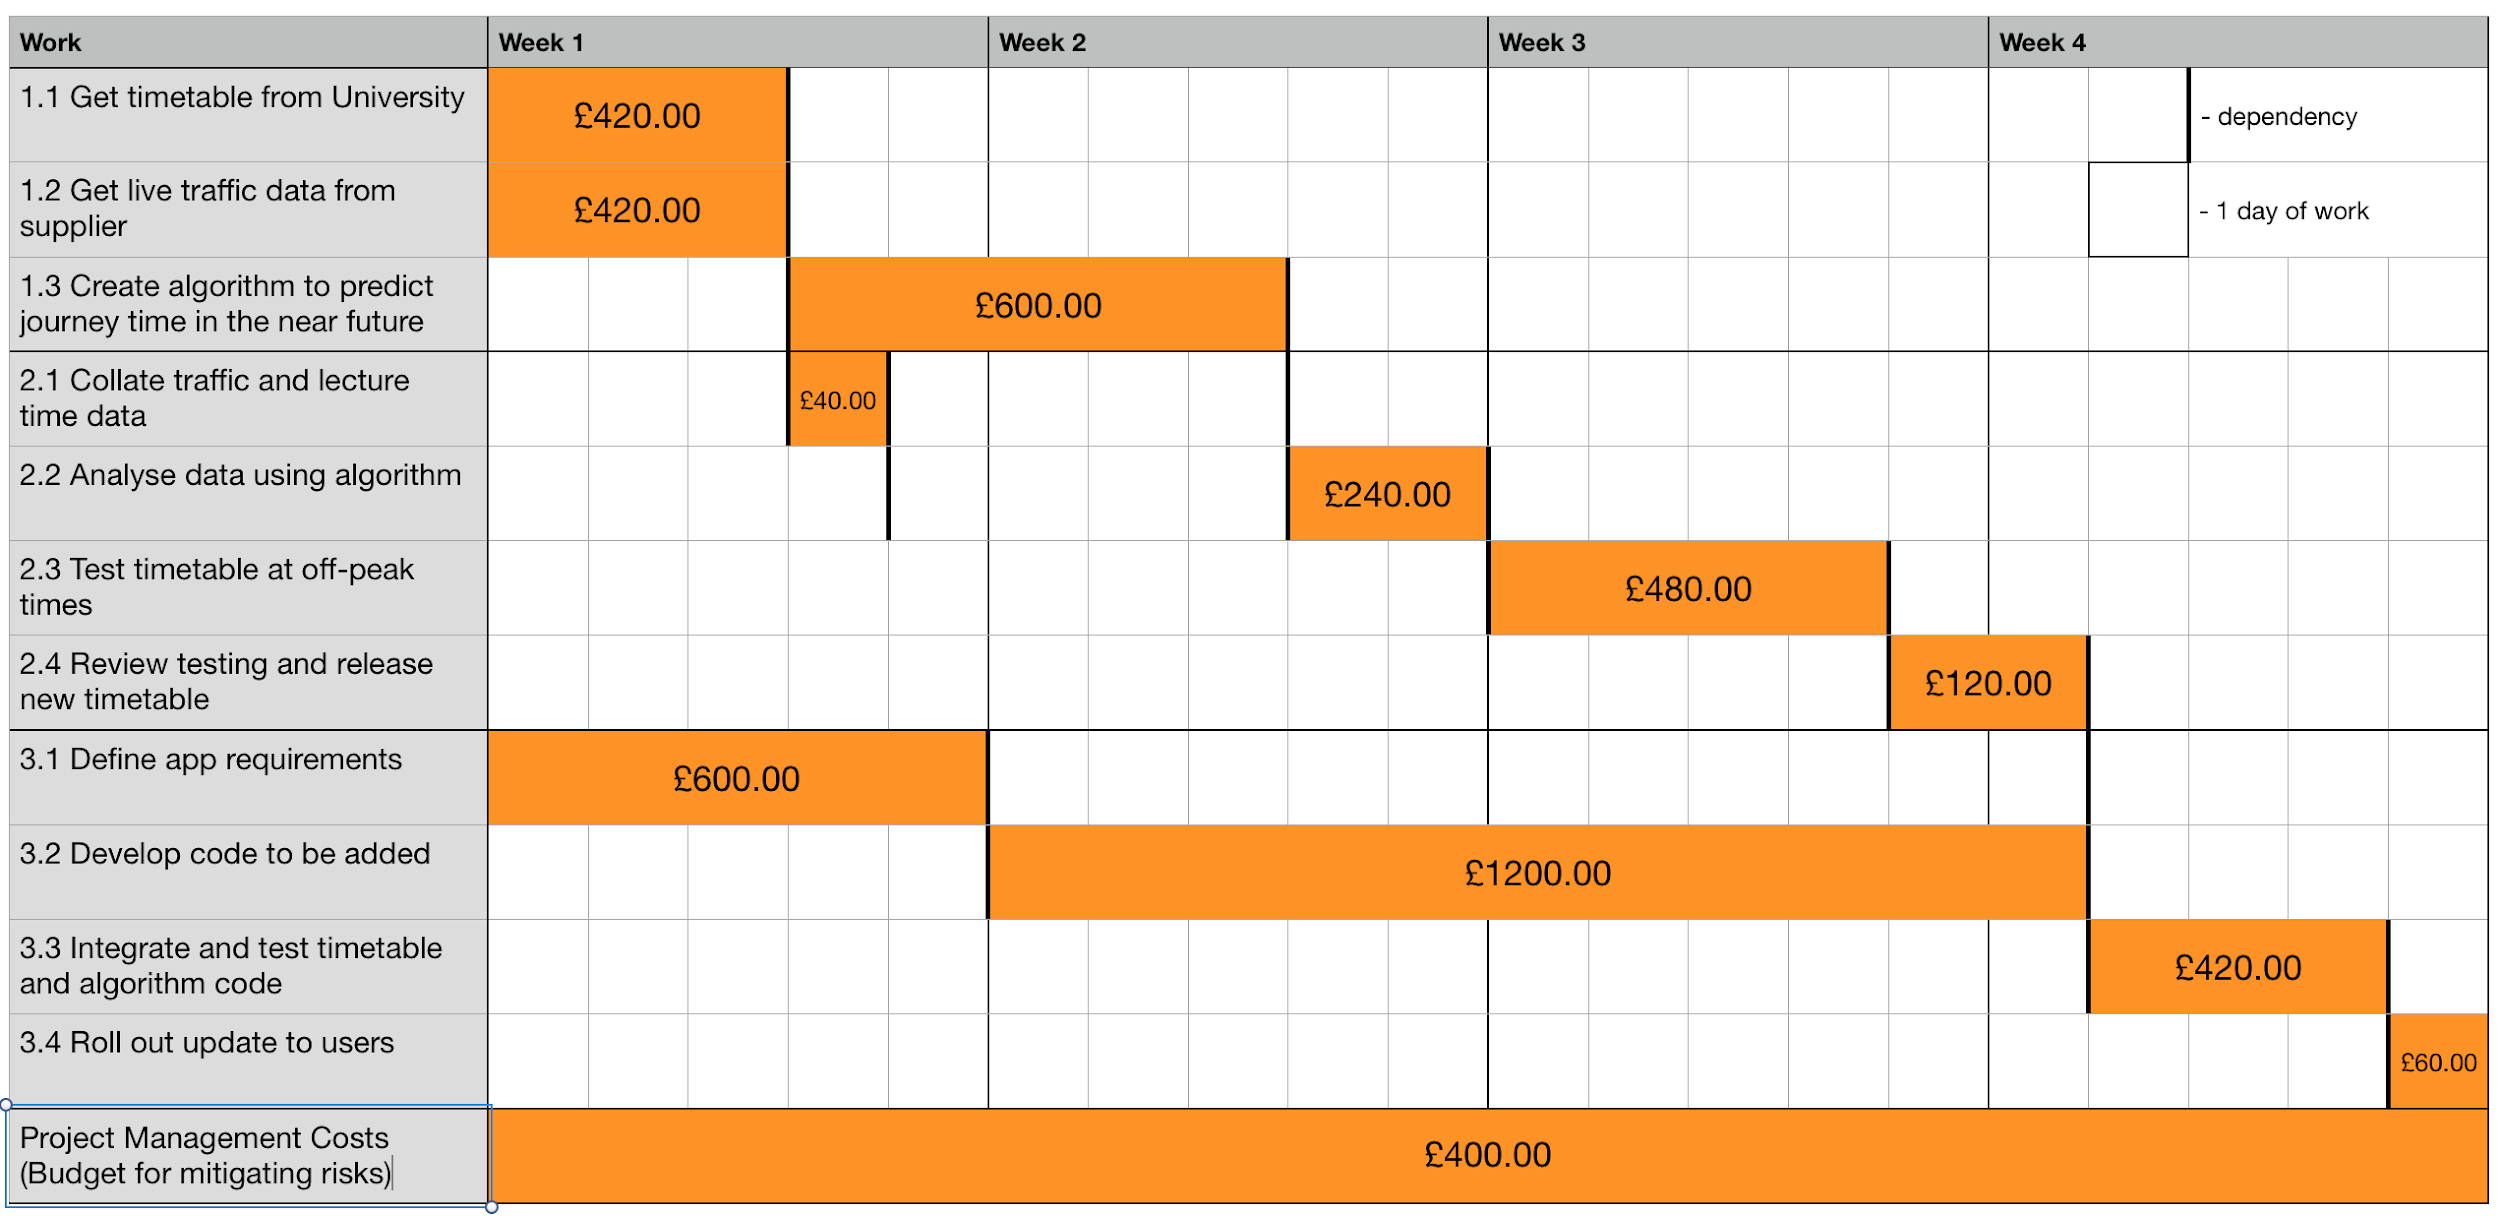 Work Week 1 Week 2 Week 3 Week 4
1.1 Get timetable from University
£420.00
- dependency
1.2 Get live traffic data from
supplier
£420.00
- 1 day of work
1.3 Create algorithm to predict
journey time in the near future
£600.00
2.1 Collate traffic and lecture
time data
£40.00
2.2 Analyse data using algorithm
£240.00
2.3 Test timetable at off-peak
times
£480.00
2.4 Review testing and release
new timetable
£120.00
3.1 Define app requirements
£600.00
3.2 Develop code to be added
£1200.00
3.3 Integrate and test timetable
and algorithm code
£420.00
3.4 Roll out update to users
£60.00
Project Management Costs
(Budget for mitigating risks)
£400.00